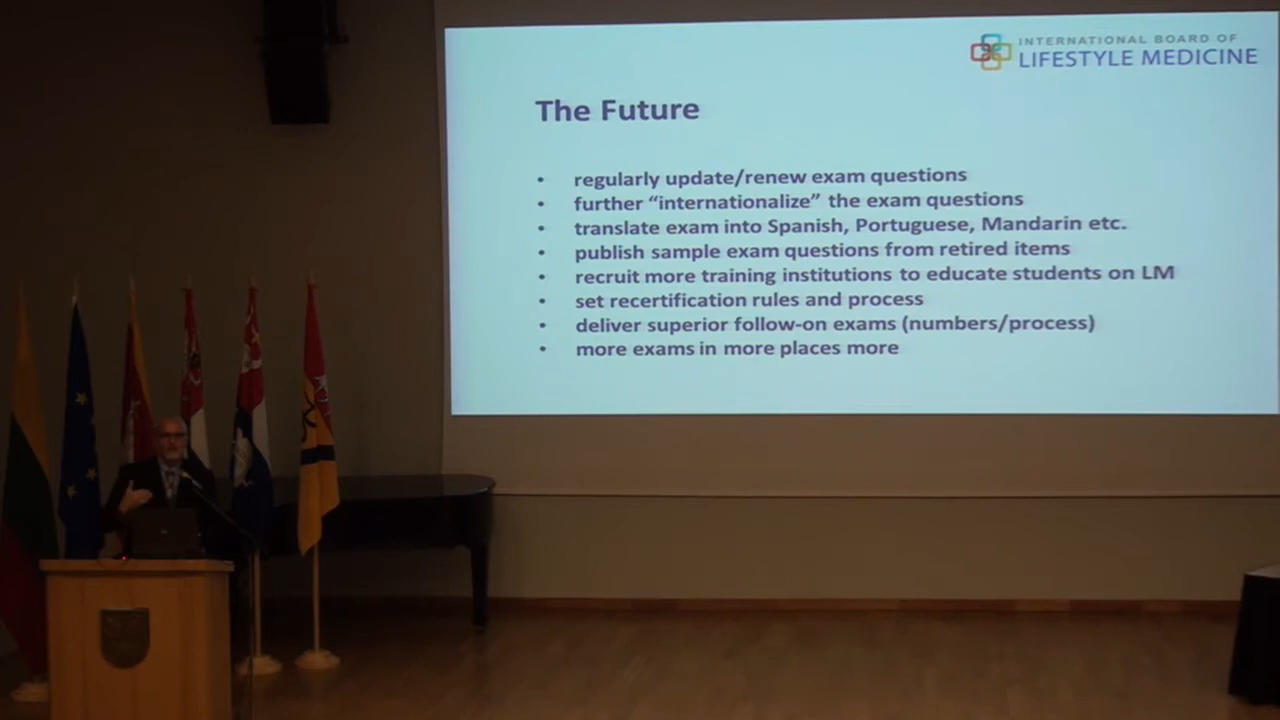 INTERNATIONAL BOARD OF
LIFESTYLE MEDICINE
The Future
• regularly update/renew exam questions
• further “internationalize” the exam questions
• translate exam into Spanish, Portuguese, Mandarin etc.
• publish sample exam questions from retired items
• recruit more training institutions to educate students on LM
• set recertification rules and process
• deliver superior follow-on exams (numbers/process)
• more exams in more places more